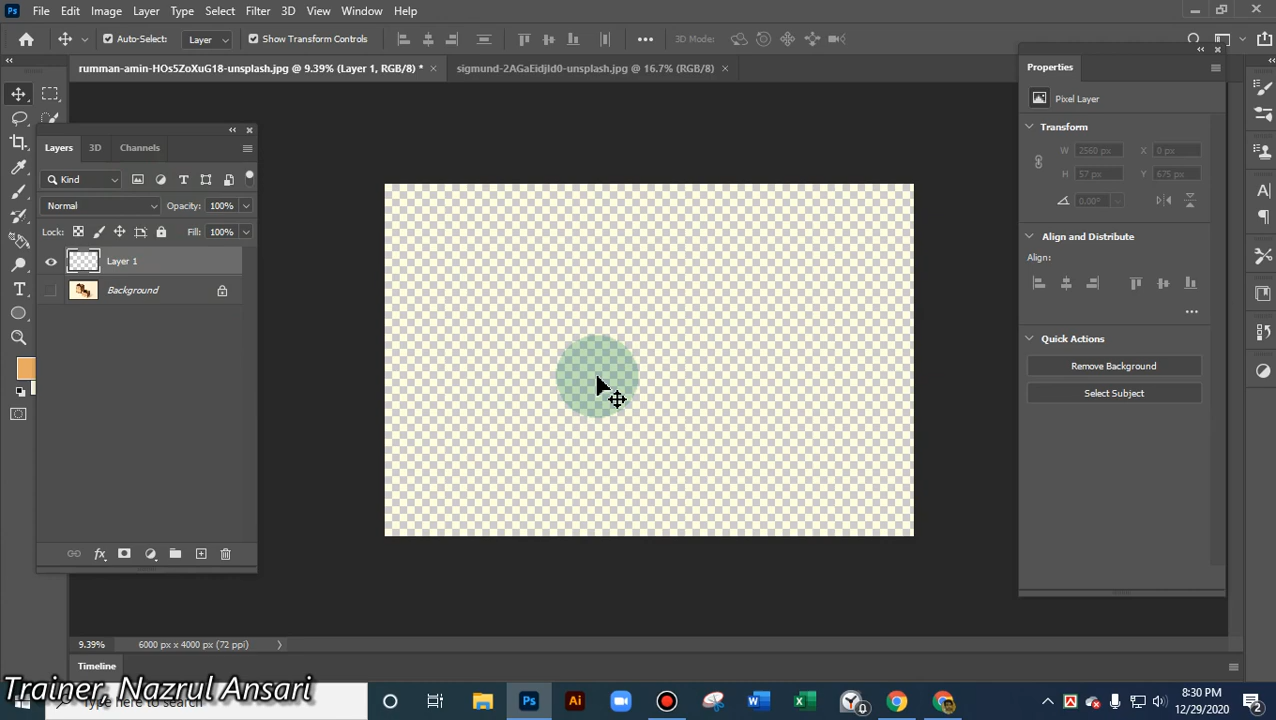 Ps File Edit Image Layer Type Select Filter 3D View Window Help
Auto-Select: Layer Show Transform Controls 3D Mode:
rumman-amin-HOs5ZoXuG18-unsplash.jpg @ 9.39% (Layer 1, RGB/8) * sigmund-2AGaEidjId0-unsplash.jpg @ 16.7% (RGB/8)
Layers 3D Channels
Kind
Normal Opacity: 100%
Lock: Fill: 100%
Layer 1
Background
Properties
Pixel Layer
Transform
W 2560 px X 0 px
H 57 px Y 675 px
0.00°
Align and Distribute
Align:
Quick Actions
Remove Background
Select Subject
9.39% 6000 px x 4000 px (72 ppi)
Timeline
Trainer, Nazrul Ansari
Type here to search
Ps Ai
8:30 PM
12/29/2020
2